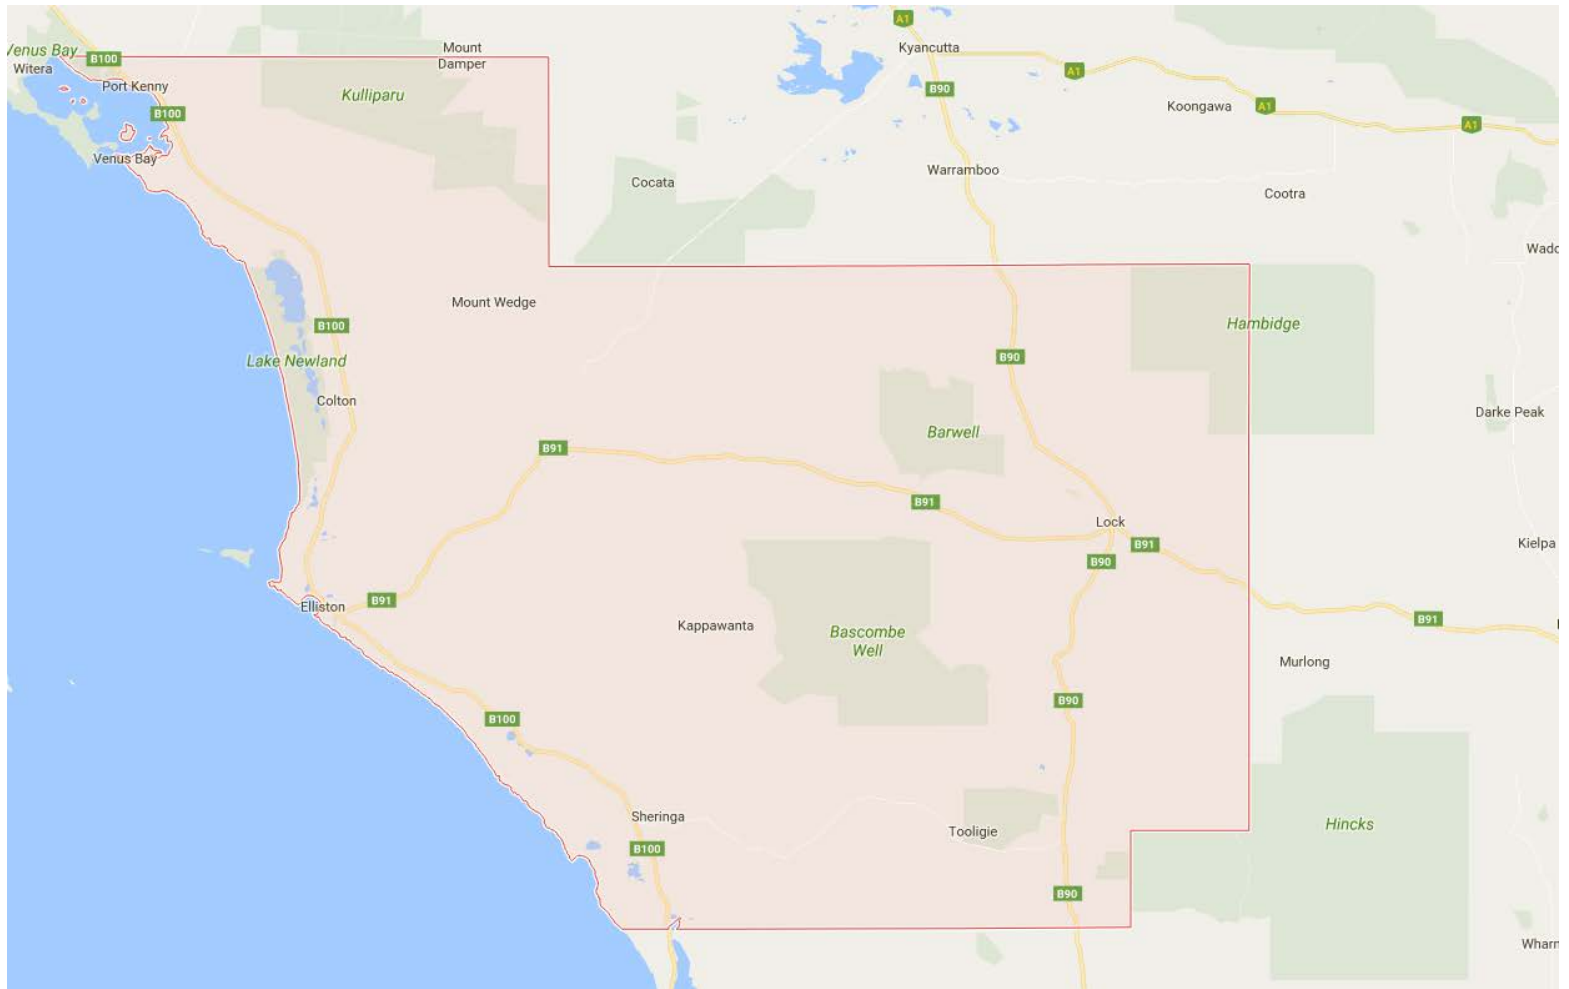 A1
Venus Bay
B100
Mount
Damper
Kyancutta
Witera
A1
Port Kenny
Kulliparu
B90
Koongawa
A1
B100
A1
Venus Bay
Warramboo
Cocata
Cootra
Wadd
Mount Wedge
B100
Hambidge
Lake Newland
B90
Colton
Darke Peak
Barwell
B91
B91
Lock
B91
Kielpa
B90
Elliston
B91
B91
Kappawanta
Bascombe
Well
Murlong
B90
B100
Sheringa
Tooligie
Hincks
B100
B90
Wharm